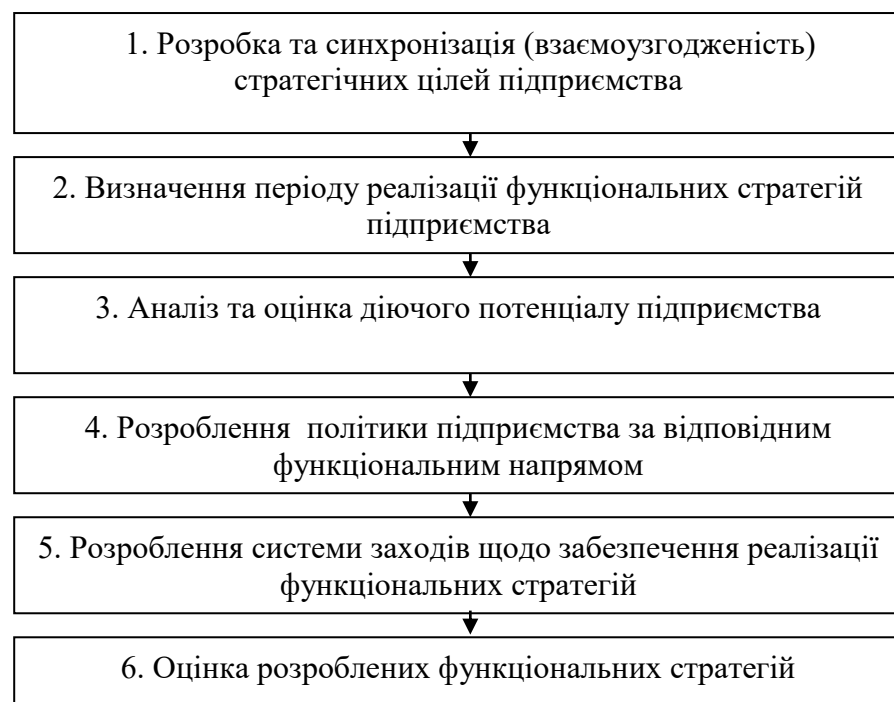 1. Розробка та синхронізація (взаємоузгодженість)
стратегічних цілей підприємства
2. Визначення періоду реалізації функціональних стратегій
підприємства
3. Аналіз та оцінка діючого потенціалу підприємства
4. Розроблення  політики підприємства за відповідним
функціональним напрямом
5. Розроблення системи заходів щодо забезпечення реалізації
функціональних стратегій
6. Оцінка розроблених функціональних стратегій